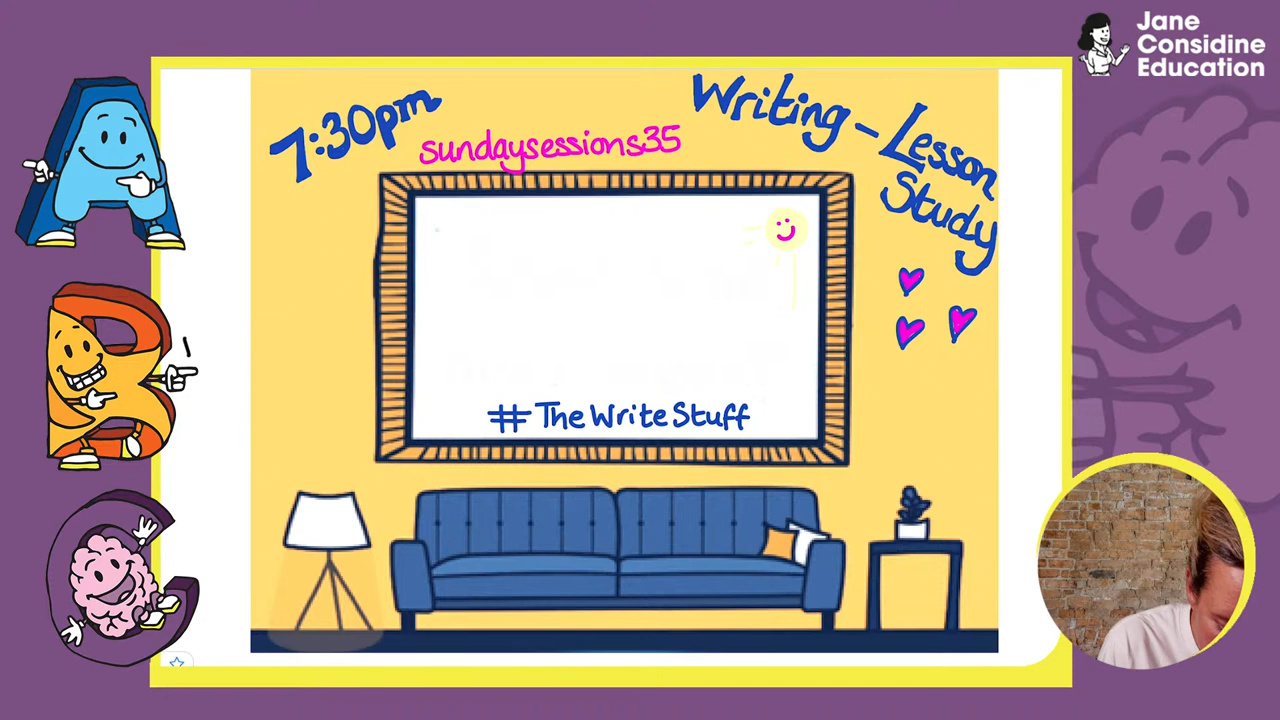 Jane
Considine
Education
7:30pm
sundaysessions35
Writing - Lesson
Study
#TheWriteStuff
A
B
C